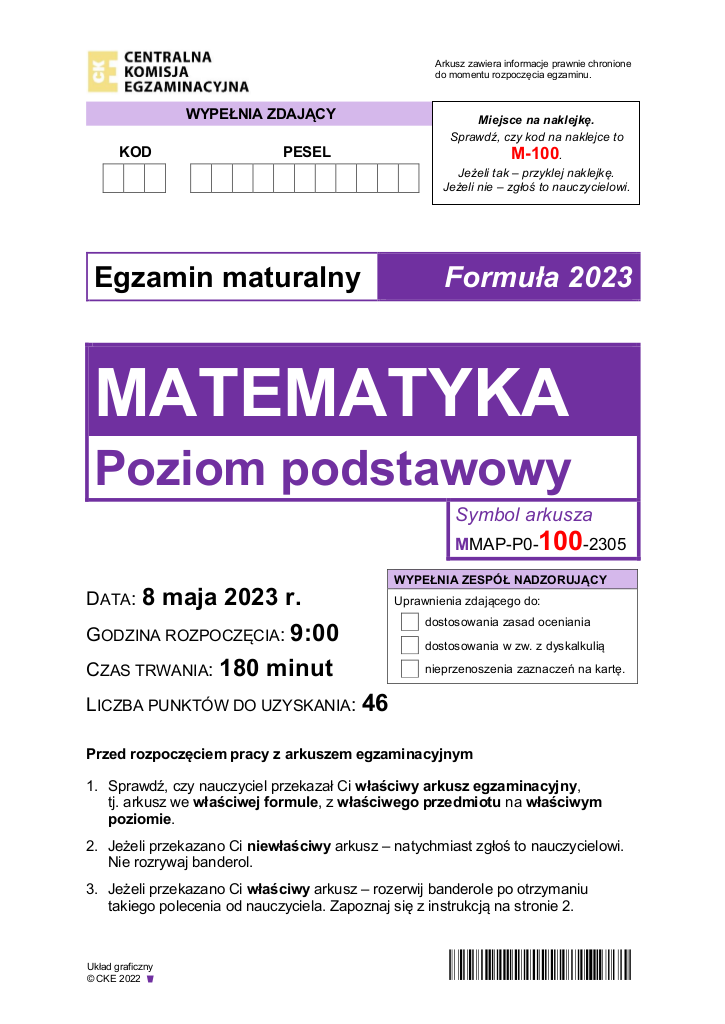 CENTRALNA
KOMISJA
EGZAMINACYJNA
Arkusz zawiera informacje prawnie chronione
do momentu rozpoczęcia egzaminu.
WYPEŁNIA ZDAJĄCY
KOD PESEL
Miejsce na naklejkę.
Sprawdź, czy kod na naklejce to
M-100.
Jeżeli tak – przyklej naklejkę.
Jeżeli nie – zgłoś to nauczycielowi.
Egzamin maturalny Formuła 2023
MATEMATYKA
Poziom podstawowy
Symbol arkusza
MMAP-P0-100-2305
DATA: 8 maja 2023 r.
GODZINA ROZPOCZĘCIA: 9:00
CZAS TRWANIA: 180 minut
LICZBA PUNKTÓW DO UZYSKANIA: 46
WYPEŁNIA ZESPÓŁ NADZORUJĄCY
Uprawnienia zdającego do:
dostosowania zasad oceniania
dostosowania w zw. z dyskalkulią
nieprzenoszenia zaznaczeń na kartę.
Przed rozpoczęciem pracy z arkuszem egzaminacyjnym
1. Sprawdź, czy nauczyciel przekazał Ci właściwy arkusz egzaminacyjny,
tj. arkusz we właściwej formule, z właściwego przedmiotu na właściwym
poziomie.
2. Jeżeli przekazano Ci niewłaściwy arkusz – natychmiast zgłoś to nauczycielowi.
Nie rozrywaj banderol.
3. Jeżeli przekazano Ci właściwy arkusz – rozerwij banderole po otrzymaniu
takiego polecenia od nauczyciela. Zapoznaj się z instrukcją na stronie 2.
Układ graficzny
© CKE 2022